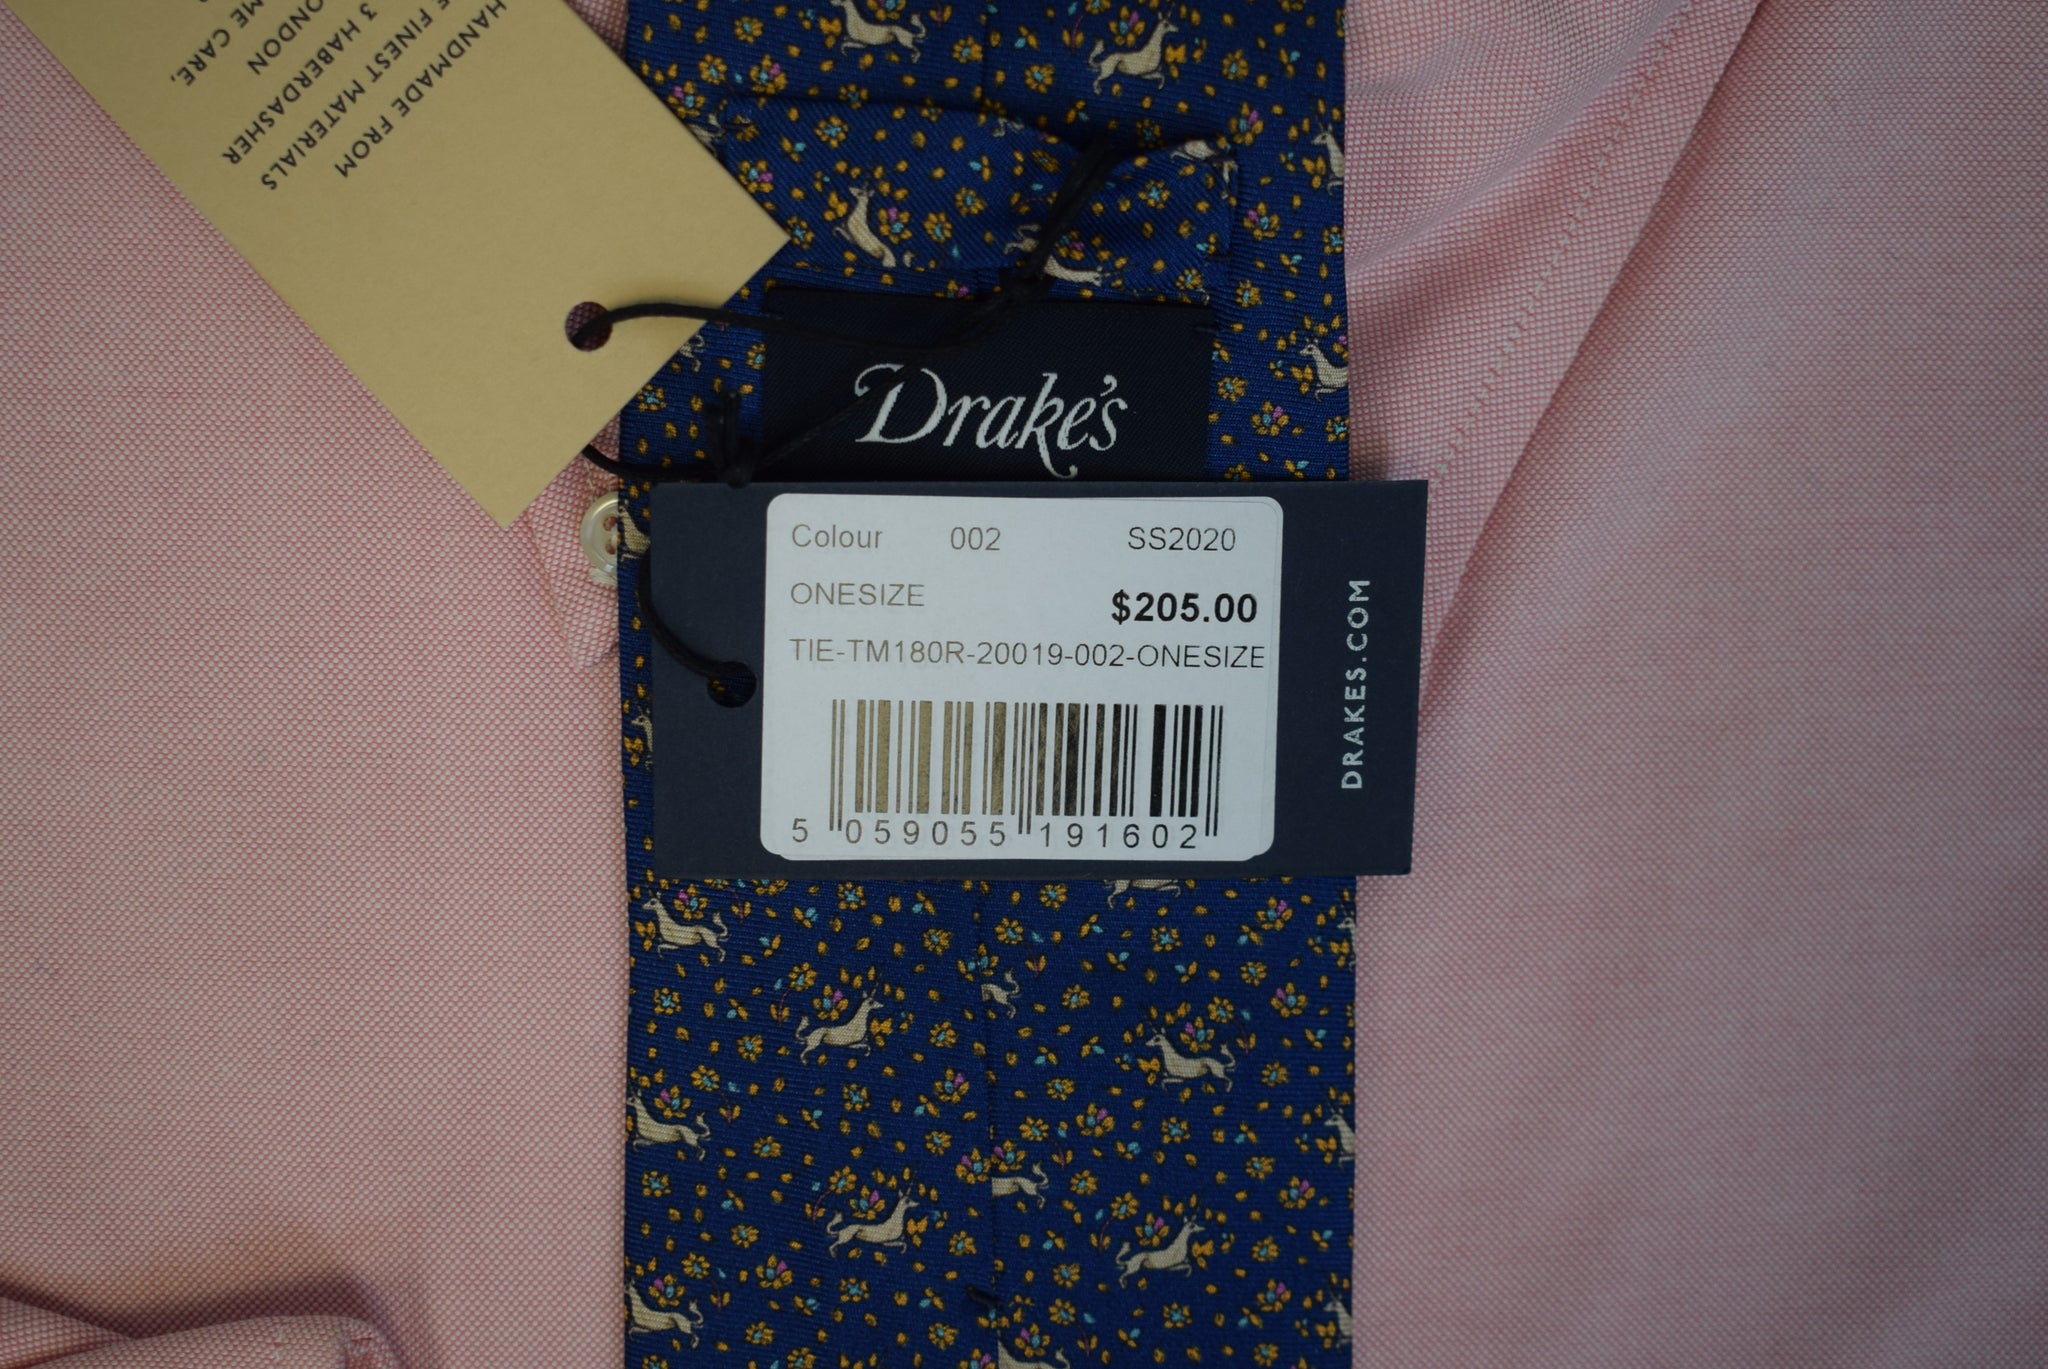 HANDMADE FROM
FINEST MATERIALS
3 HABERDASHER
ONDON
ME CARE,
Drake's
Colour 002 SS2020
ONESIZE $205.00
TIE-TM180R-20019-002-ONESIZE
5 059055 191602
DRAKES.COM